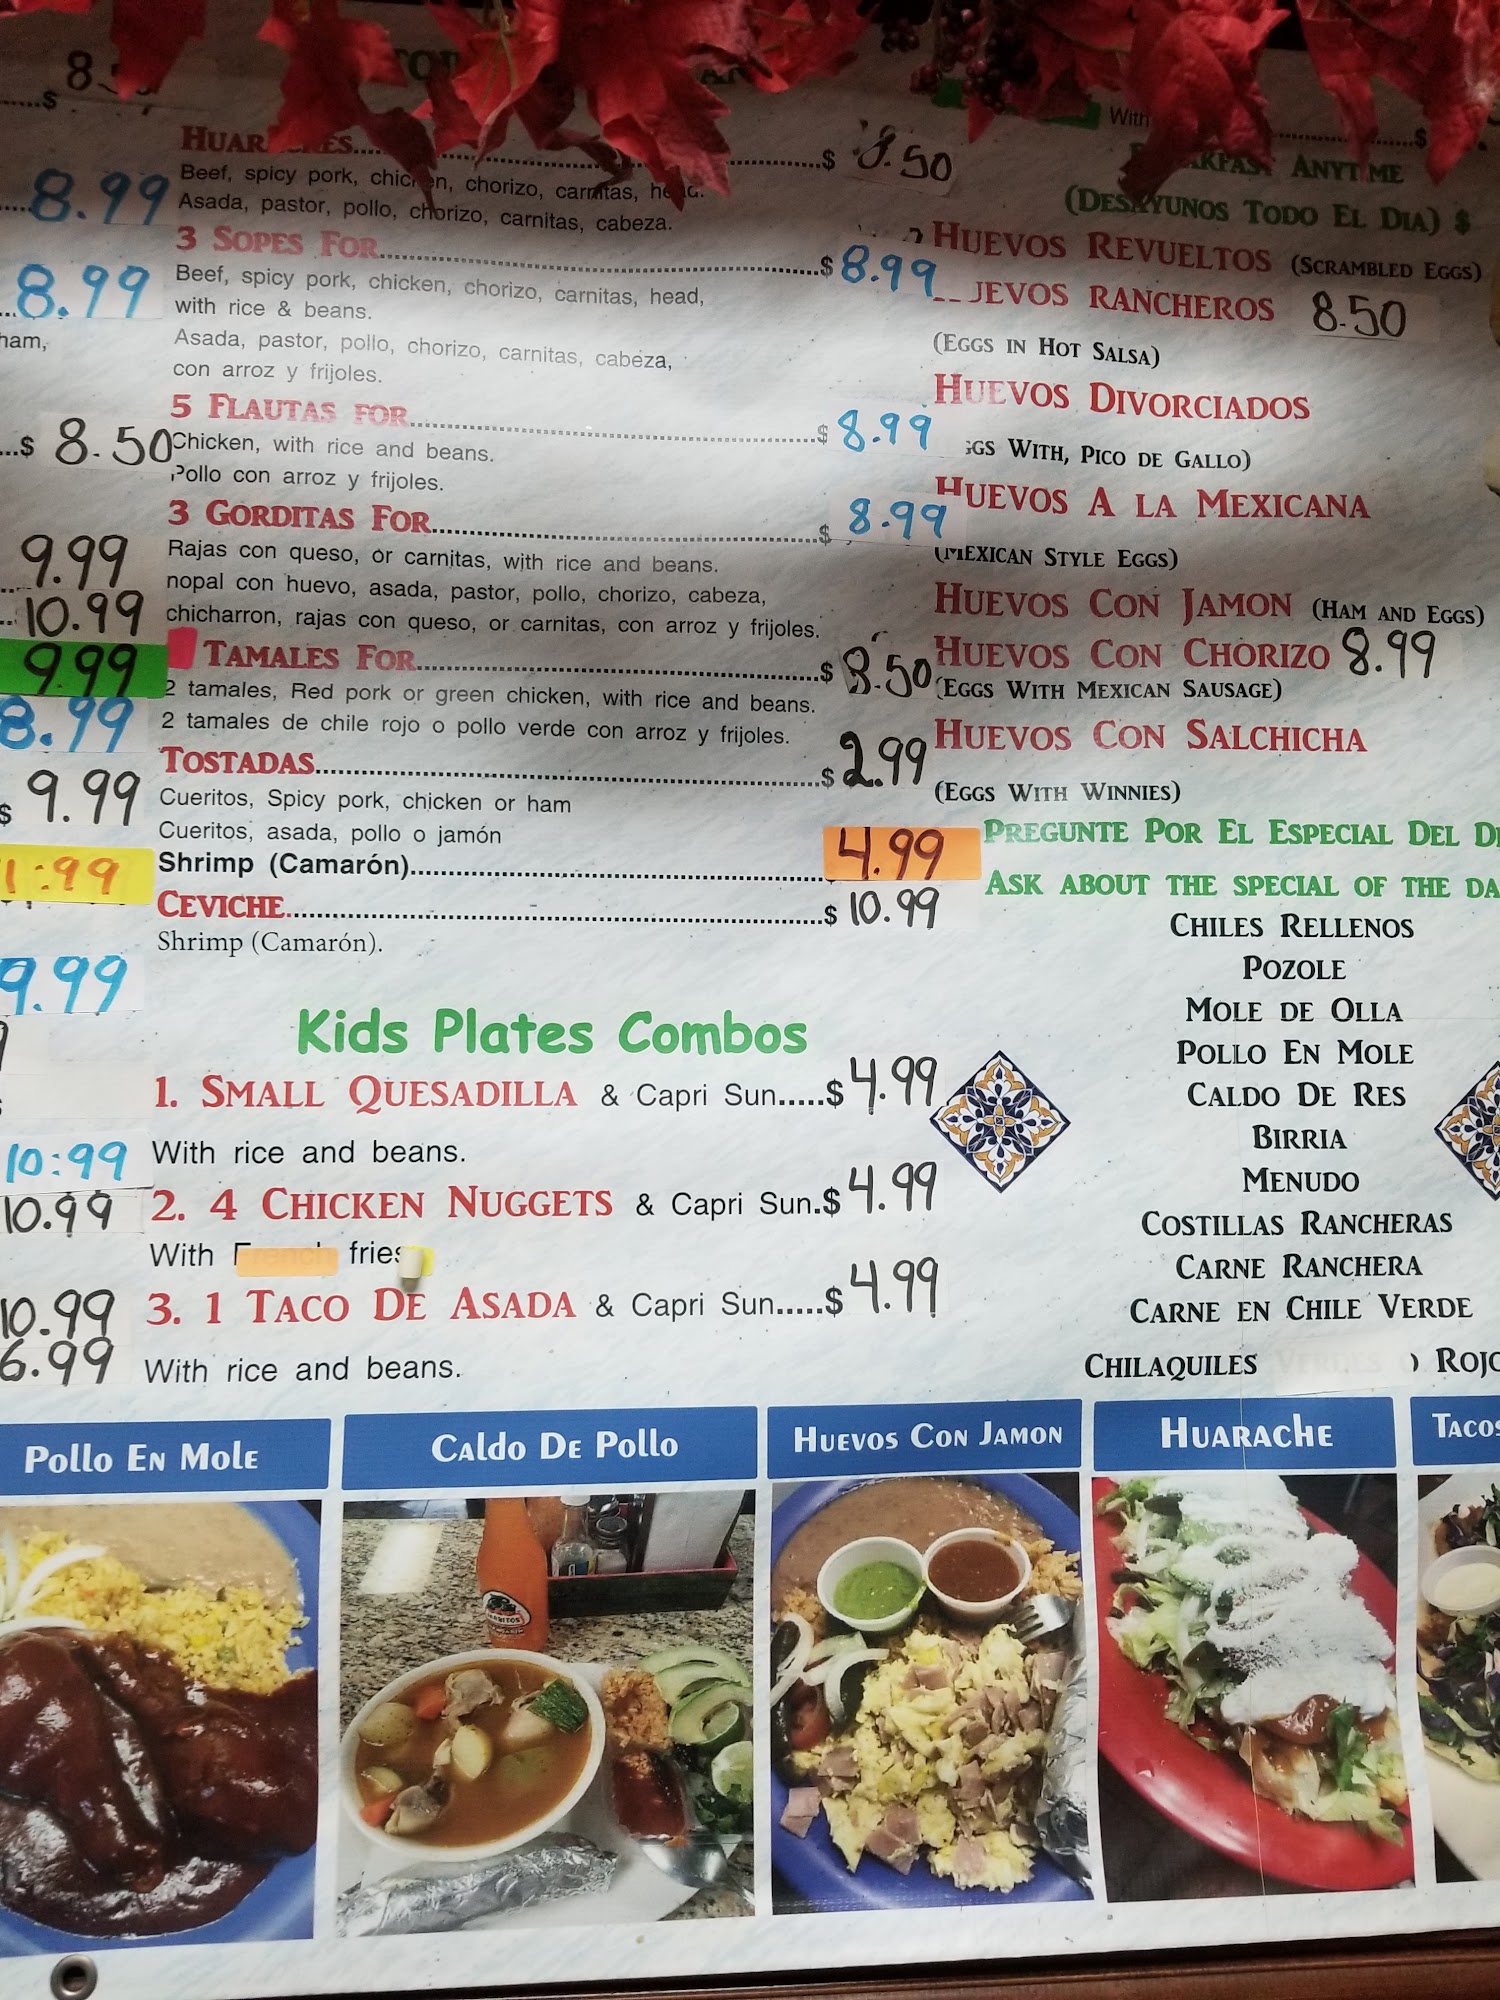 8.99
8.99
ham,
$ 8.50
9.99
10.99
9.99
8.99
$ 9.99
1:99
9.99
10:99
10.99
10.99
6.99
$ 8.50
Beef, spicy pork, chicken, chorizo, carnitas, head.
Asada, pastor, pollo, chorizo, carnitas, cabeza.
3 SOPES FOR $ 8.99
Beef, spicy pork, chicken, chorizo, carnitas, head,
with rice & beans.
Asada, pastor, pollo, chorizo, carnitas, cabeza,
con arroz y frijoles.
5 FLAUTAS FOR $ 8.99
Chicken, with rice and beans.
Pollo con arroz y frijoles.
3 GORDITAS FOR $ 8.99
Rajas con queso, or carnitas, with rice and beans.
nopal con huevo, asada, pastor, pollo, chorizo, cabeza,
chicharron, rajas con queso, or carnitas, con arroz y frijoles.
TAMALES FOR $ 8.50
2 tamales, Red pork or green chicken, with rice and beans.
2 tamales de chile rojo o pollo verde con arroz y frijoles.
TOSTADAS $ 2.99
Cueritos, Spicy pork, chicken or ham
Cueritos, asada, pollo o jamón
Shrimp (Camarón) 4.99
CEVICHE $ 10.99
Shrimp (Camarón).
Kids Plates Combos
1. SMALL QUESADILLA & Capri Sun.....$ 4.99
With rice and beans.
2. 4 CHICKEN NUGGETS & Capri Sun.$ 4.99
With French fries
3. 1 TACO DE ASADA & Capri Sun.....$ 4.99
With rice and beans.
With
ANYTIME
(DESAYUNOS TODO EL DIA) $
HUEVOS REVUELTOS (SCRAMBLED EGGS)
RANCHEROS 8.50
(EGGS IN HOT SALSA)
HUEVOS DIVORCIADOS
WITH, PICO DE GALLO)
HUEVOS A LA MEXICANA
(MEXICAN STYLE EGGS)
HUEVOS CON JAMON (HAM AND EGGS)
HUEVOS CON CHORIZO 8.99
(EGGS WITH MEXICAN SAUSAGE)
HUEVOS CON SALCHICHA
(EGGS WITH WINNIES)
PREGUNTE POR EL ESPECIAL DEL
ASK ABOUT THE SPECIAL OF THE
CHILES RELLENOS
POZOLE
MOLE DE OLLA
POLLO EN MOLE
CALDO DE RES
BIRRIA
MENUDO
COSTILLAS RANCHERAS
CARNE RANCHERA
CARNE EN CHILE VERDE
CHILAQUILES VERDES
POLLO EN MOLE
CALDO DE POLLO
HUEVOS CON JAMON
HUARACHE
TACOS